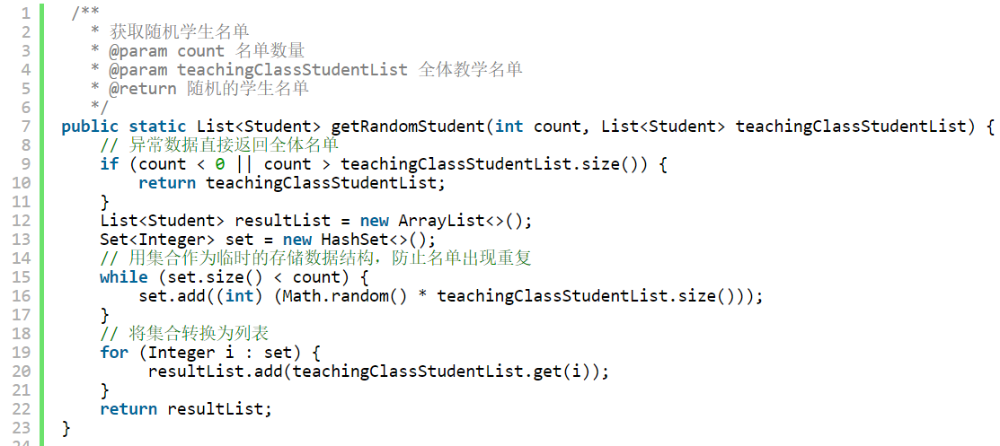 1 /**
2 * 获取随机学生名单
3 * @param count 名单数量
4 * @param teachingClassStudentList 全体教学名单
5 * @return 随机的学生名单
6 */
7 public static List<Student> getRandomStudent(int count, List<Student> teachingClassStudentList) {
8 // 异常数据直接返回全体名单
9 if (count < 0 || count > teachingClassStudentList.size()) {
10 return teachingClassStudentList;
11 }
12 List<Student> resultList = new ArrayList<>();
13 Set<Integer> set = new HashSet<>();
14 // 用集合作为临时的存储数据结构，防止名单出现重复
15 while (set.size() < count) {
16 set.add((int) (Math.random() * teachingClassStudentList.size()));
17 }
18 // 将集合转换为列表
19 for (Integer i : set) {
20 resultList.add(teachingClassStudentList.get(i));
21 }
22 return resultList;
23 }